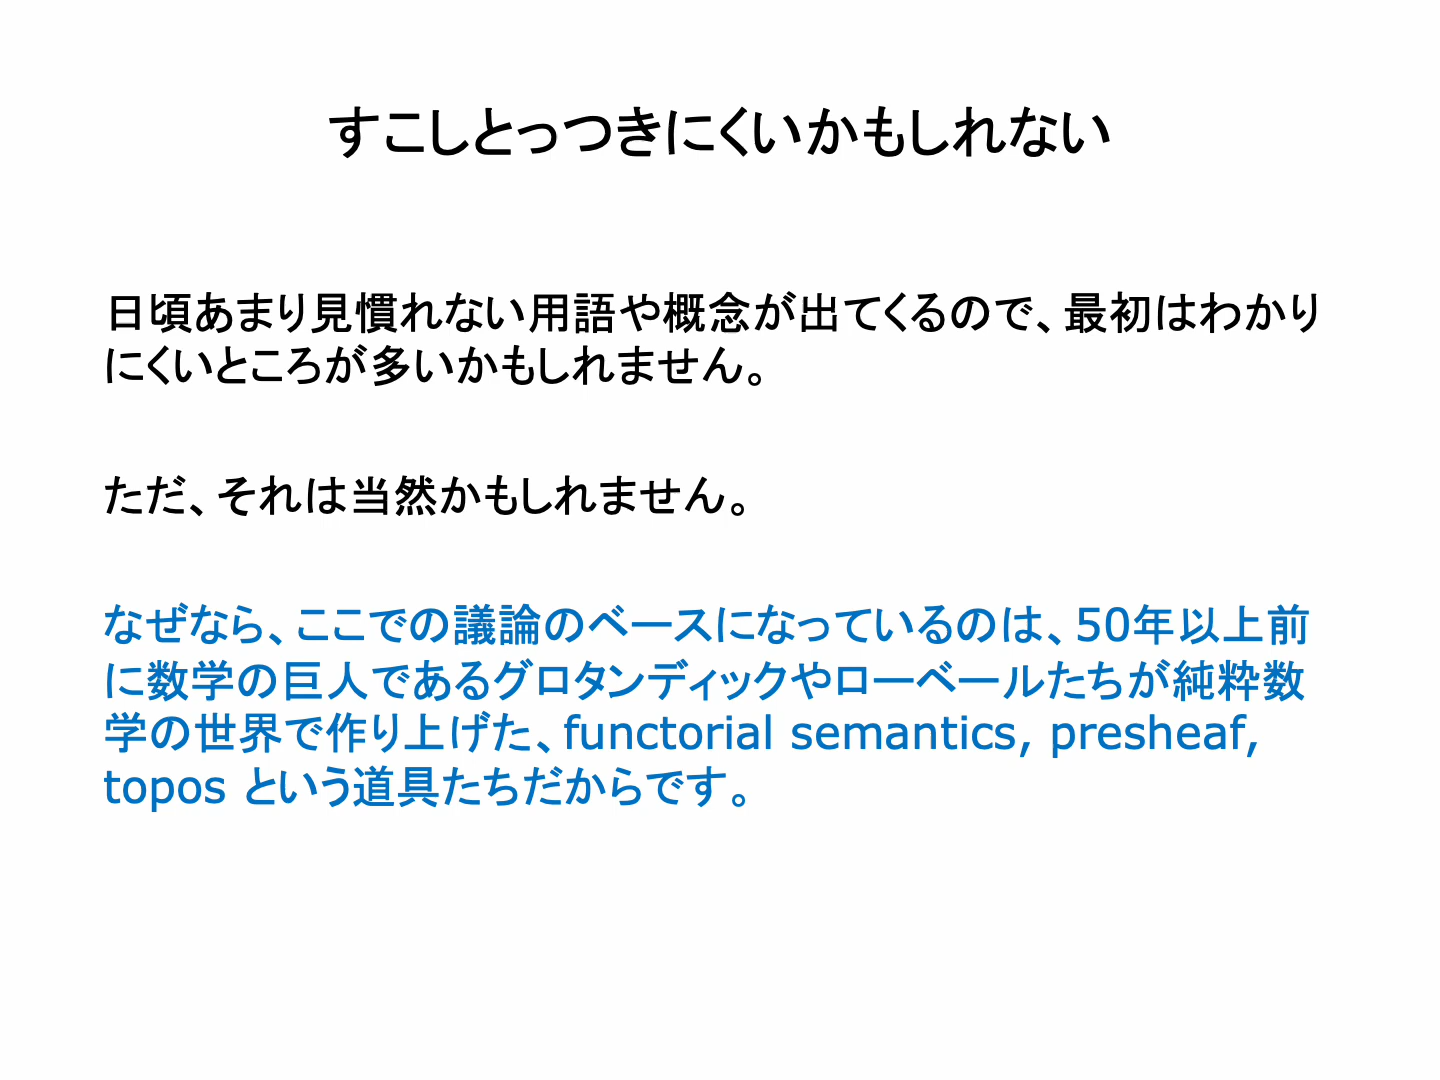 すこしとっつきにくいかもしれない
日頃あまり見慣れない用語や概念が出てくるので、最初はわかり
にくいところが多いかもしれません。
ただ、それは当然かもしれません。
なぜなら、ここでの議論のベースになっているのは、50年以上前
に数学の巨人であるグロタンディックやローベールたちが純粋数
学の世界で作り上げた、functorial semantics, presheaf,
topos という道具たちだからです。